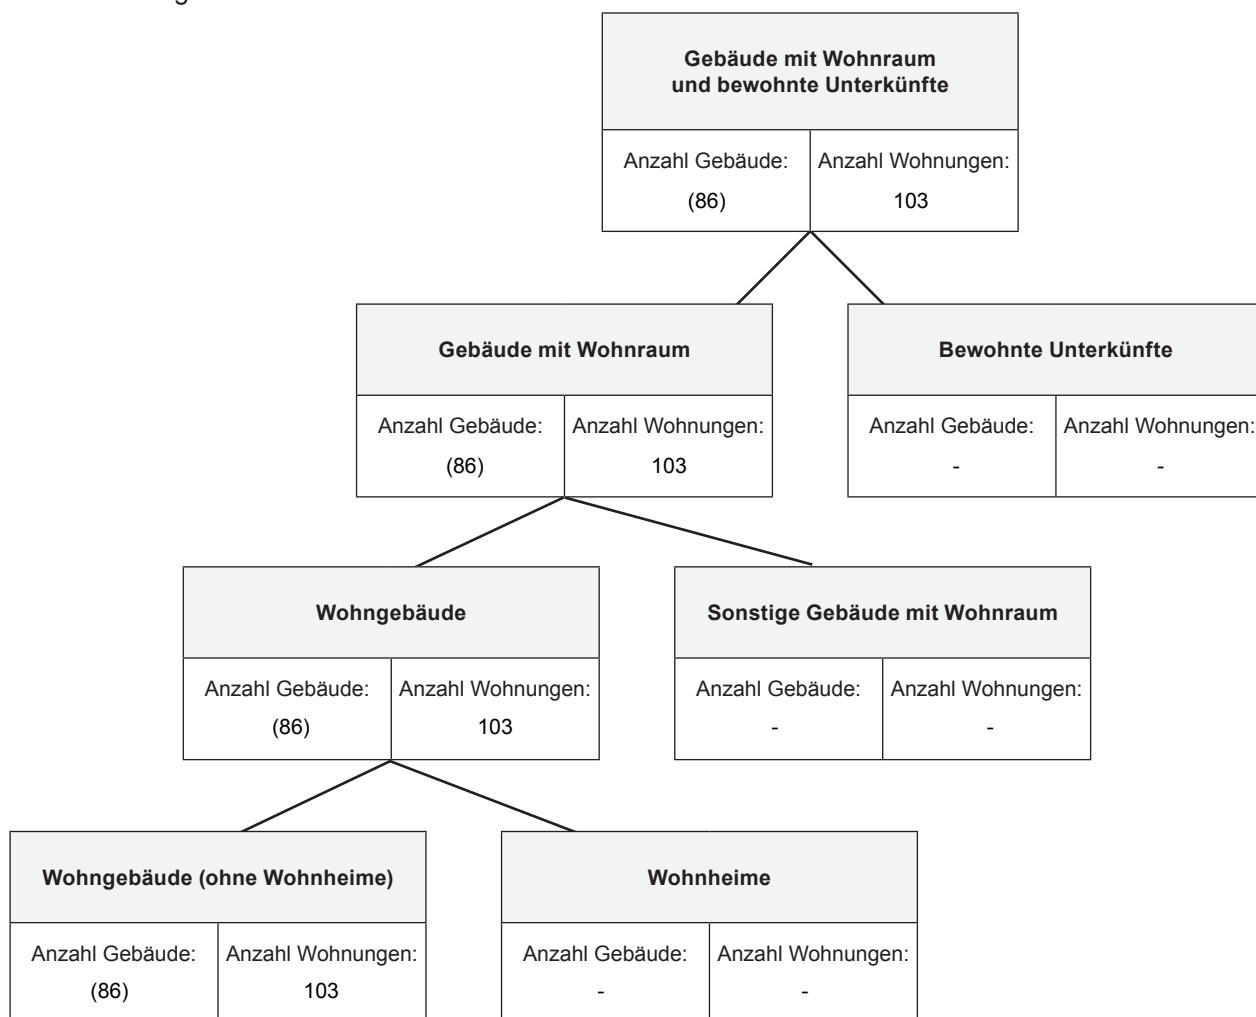 Gebäude mit Wohnraum
und bewohnte Unterkünfte
Anzahl Gebäude: Anzahl Wohnungen:
(86) 103
Gebäude mit Wohnraum Bewohnte Unterkünfte
Anzahl Gebäude: Anzahl Wohnungen: Anzahl Gebäude: Anzahl Wohnungen:
(86) 103 - -
Wohngebäude Sonstige Gebäude mit Wohnraum
Anzahl Gebäude: Anzahl Wohnungen: Anzahl Gebäude: Anzahl Wohnungen:
(86) 103 - -
Wohngebäude (ohne Wohnheime) Wohnheime
Anzahl Gebäude: Anzahl Wohnungen: Anzahl Gebäude: Anzahl Wohnungen:
(86) 103 - -